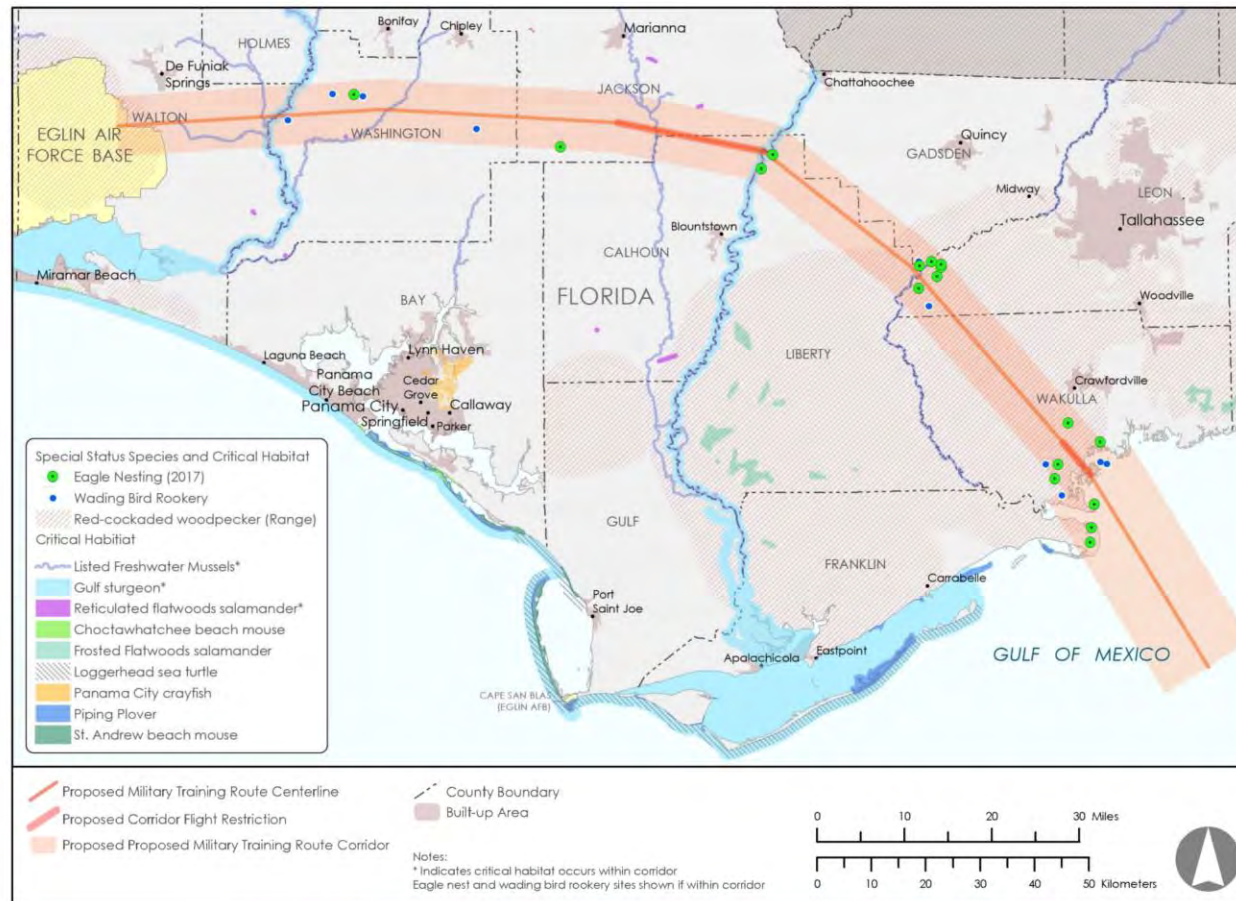 Bonifay
Chipley
Marianna
HOLMES
De Funiak
Springs
Chattahoochee
JACKSON
WALTON
WASHINGTON
EGLIN AIR
FORCE BASE
Quincy
GADSDEN
Midway
LEON
Tallahassee
Blountstown
CALHOUN
Miramar Beach
FLORIDA
Woodville
BAY
Laguna Beach
Lynn Haven
LIBERTY
Panama
City Beach
Cedar
Grove
Crawfordville
WAKULLA
Panama City
Callaway
Springfield
Parker
Special Status Species and Critical Habitat
Eagle Nesting (2017)
Wading Bird Rookery
Red-cockaded woodpecker (Range)
Critical Habitiat
Listed Freshwater Mussels*
Gulf sturgeon*
Reticulated flatwoods salamander*
Choctawhatchee beach mouse
Frosted Flatwoods salamander
Loggerhead sea turtle
Panama City crayfish
Piping Plover
St. Andrew beach mouse
GULF
FRANKLIN
Carrabelle
Port
Saint Joe
GULF OF MEXICO
Apalachicola
Eastpoint
CAPE SAN BLAS
(EGLIN AFB)
Proposed Military Training Route Centerline
Proposed Corridor Flight Restriction
Proposed Proposed Military Training Route Corridor
County Boundary
Built-up Area
Notes:
* Indicates critical habitat occurs within corridor
Eagle nest and wading bird rookery sites shown if within corridor
0 10 20 30 Miles
0 10 20 30 40 50 Kilometers